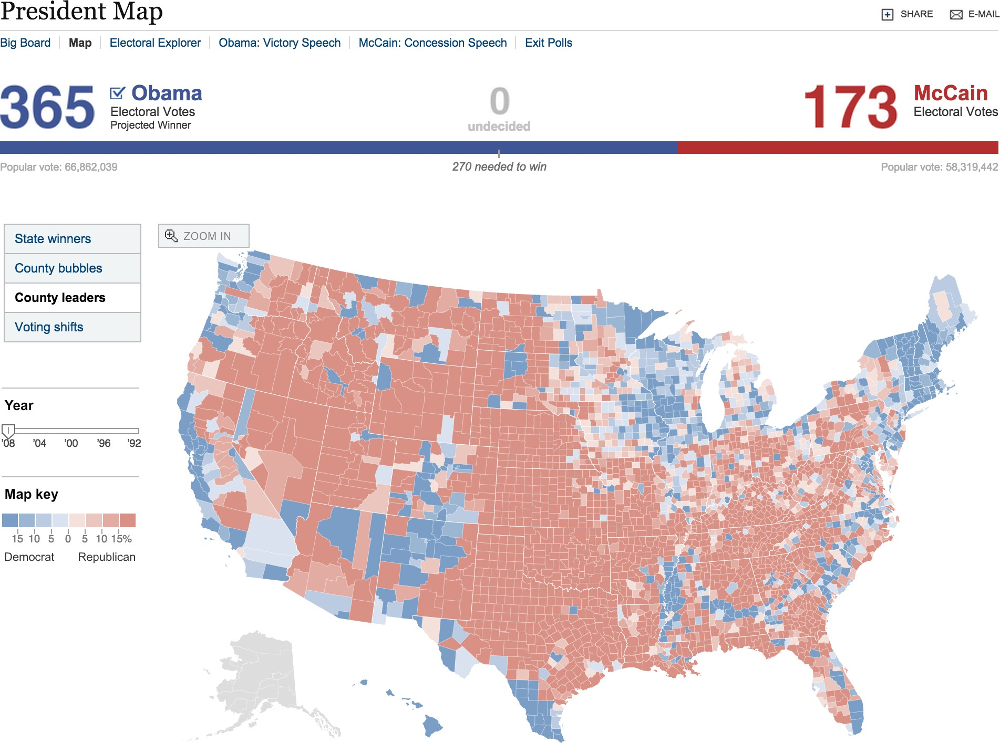 President Map
SHARE
E-MAIL
Big Board
Map
Electoral Explorer
Obama: Victory Speech
McCain: Concession Speech
Exit Polls
365
Obama
Electoral Votes
Projected Winner
0
undecided
173
McCain
Electoral Votes
Popular vote: 66,862,039
270 needed to win
Popular vote: 58,319,442
State winners
County bubbles
County leaders
Voting shifts
ZOOM IN
Year
'08 '04 '00 '96 '92
Map key
15 10 5 0 5 10 15%
Democrat Republican